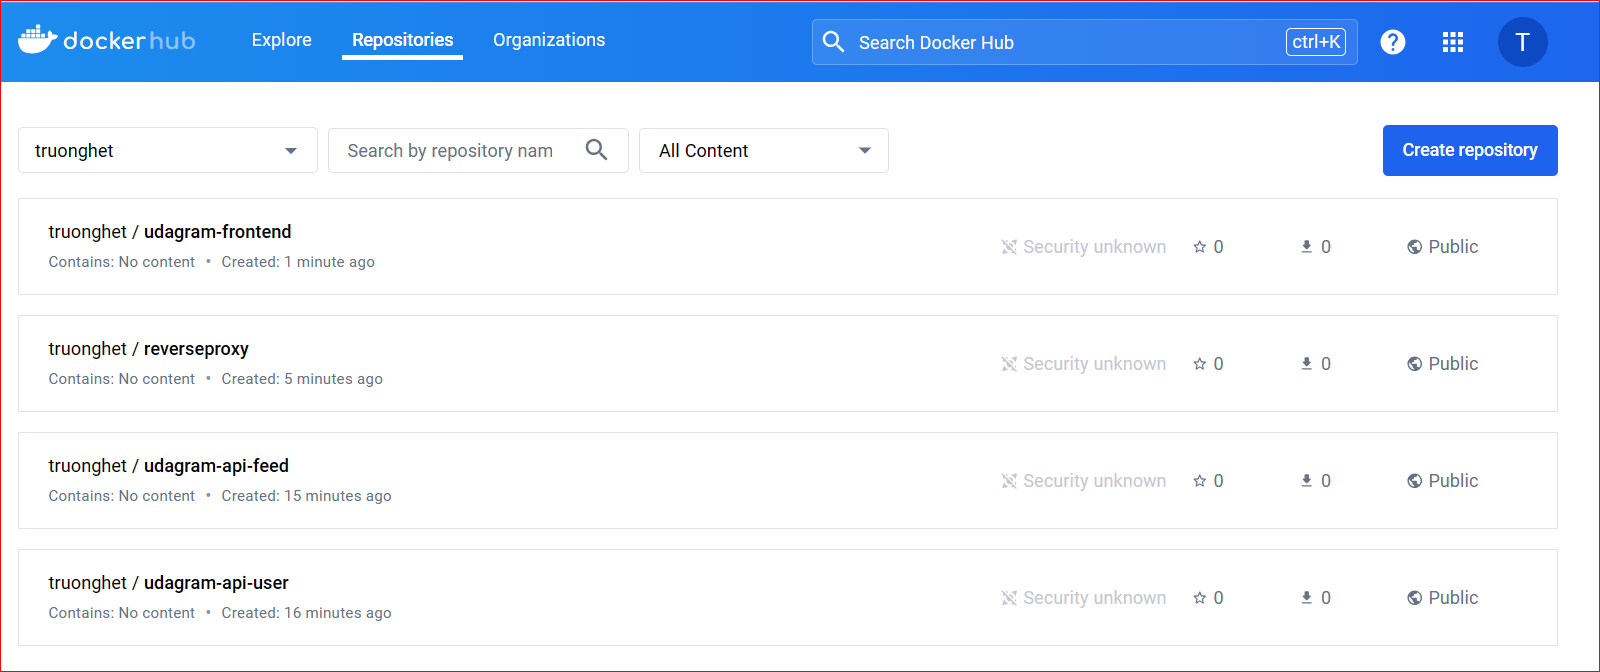 dockerhub Explore Repositories Organizations Search Docker Hub ctrl+K ? T
truonghet Search by repository nam All Content Create repository
truonghet / udagram-frontend
Contains: No content • Created: 1 minute ago
Security unknown 0 0 Public
truonghet / reverseproxy
Contains: No content • Created: 5 minutes ago
Security unknown 0 0 Public
truonghet / udagram-api-feed
Contains: No content • Created: 15 minutes ago
Security unknown 0 0 Public
truonghet / udagram-api-user
Contains: No content • Created: 16 minutes ago
Security unknown 0 0 Public